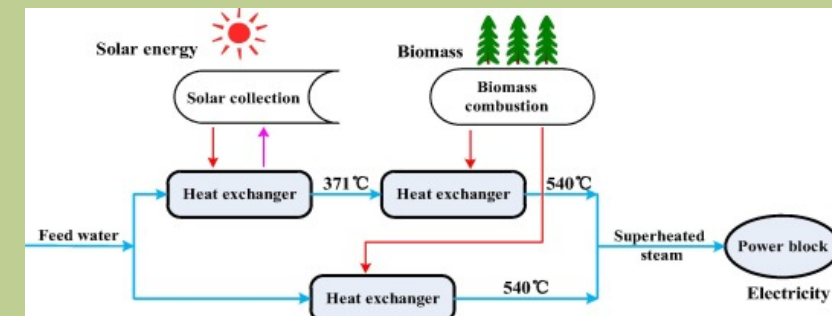 Solar energy
Biomass
Solar collection
Biomass
combustion
Heat exchanger
371℃
Heat exchanger
540℃
Feed water
Superheated
steam
Power block
Heat exchanger
540℃
Electricity